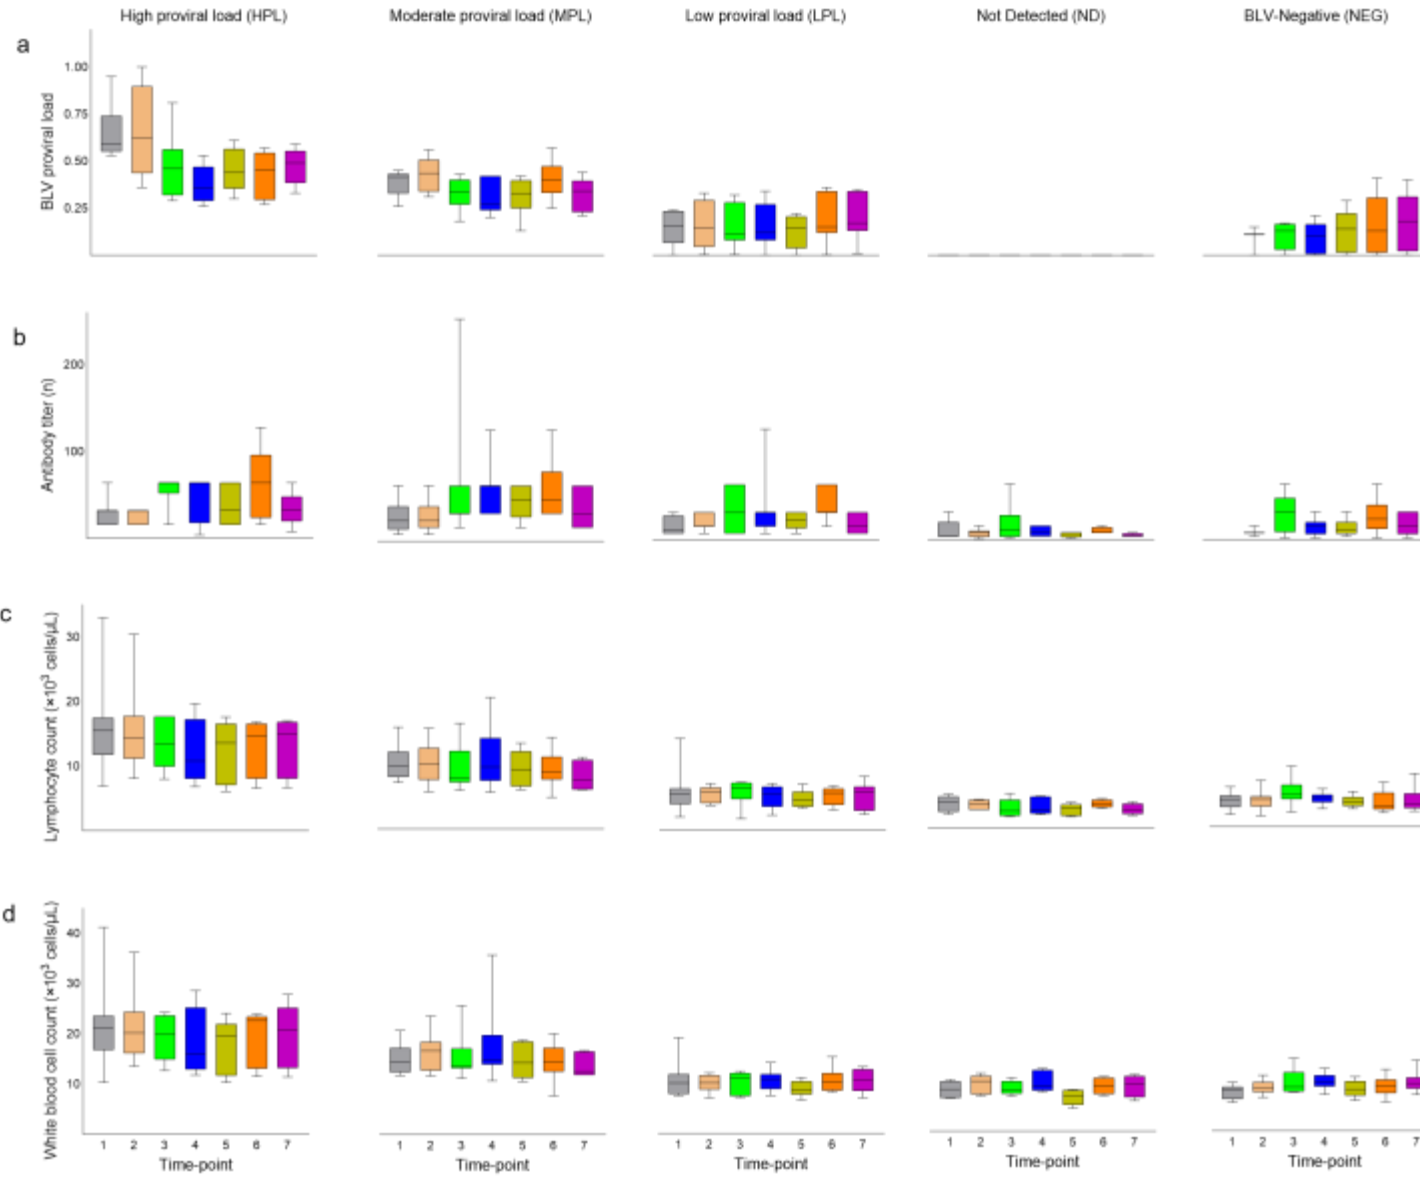 High proviral load (HPL) Moderate proviral load (MPL) Low proviral load (LPL) Not Detected (ND) BLV-Negative (NEG)
a
BLV proviral load
1.00
0.75
0.50
0.25
b
Antibody titer (n)
200
100
c
Lymphocyte count (×10³ cells/µL)
30
20
10
d
White blood cell count (×10³ cells/µL)
40
30
20
10
1 2 3 4 5 6 7 1 2 3 4 5 6 7 1 2 3 4 5 6 7 1 2 3 4 5 6 7 1 2 3 4 5 6 7
Time-point Time-point Time-point Time-point Time-point